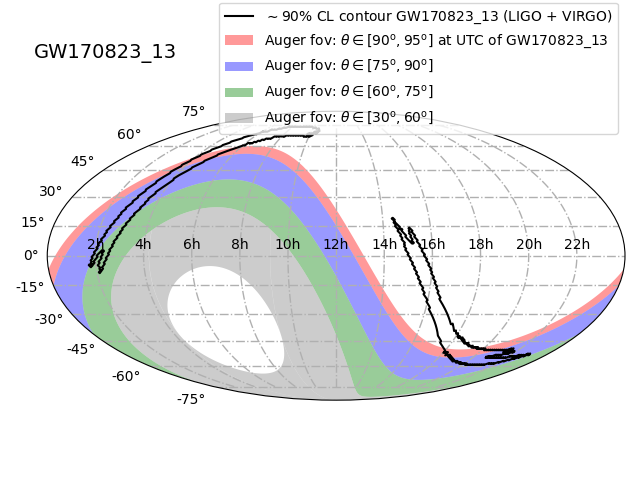 ∼90% CL contour GW170823_13 (LIGO + VIRGO)
GW170823_13
Auger fov: θ∈[90°, 95°] at UTC of GW170823_13
Auger fov: θ∈[75°, 90°]
Auger fov: θ∈[60°, 75°]
Auger fov: θ∈[30°, 60°]
75°
60°
45°
30°
15°
2h 4h 6h 8h 10h 12h 14h 16h 18h 20h 22h
0°
-15°
-30°
-45°
-60°
-75°